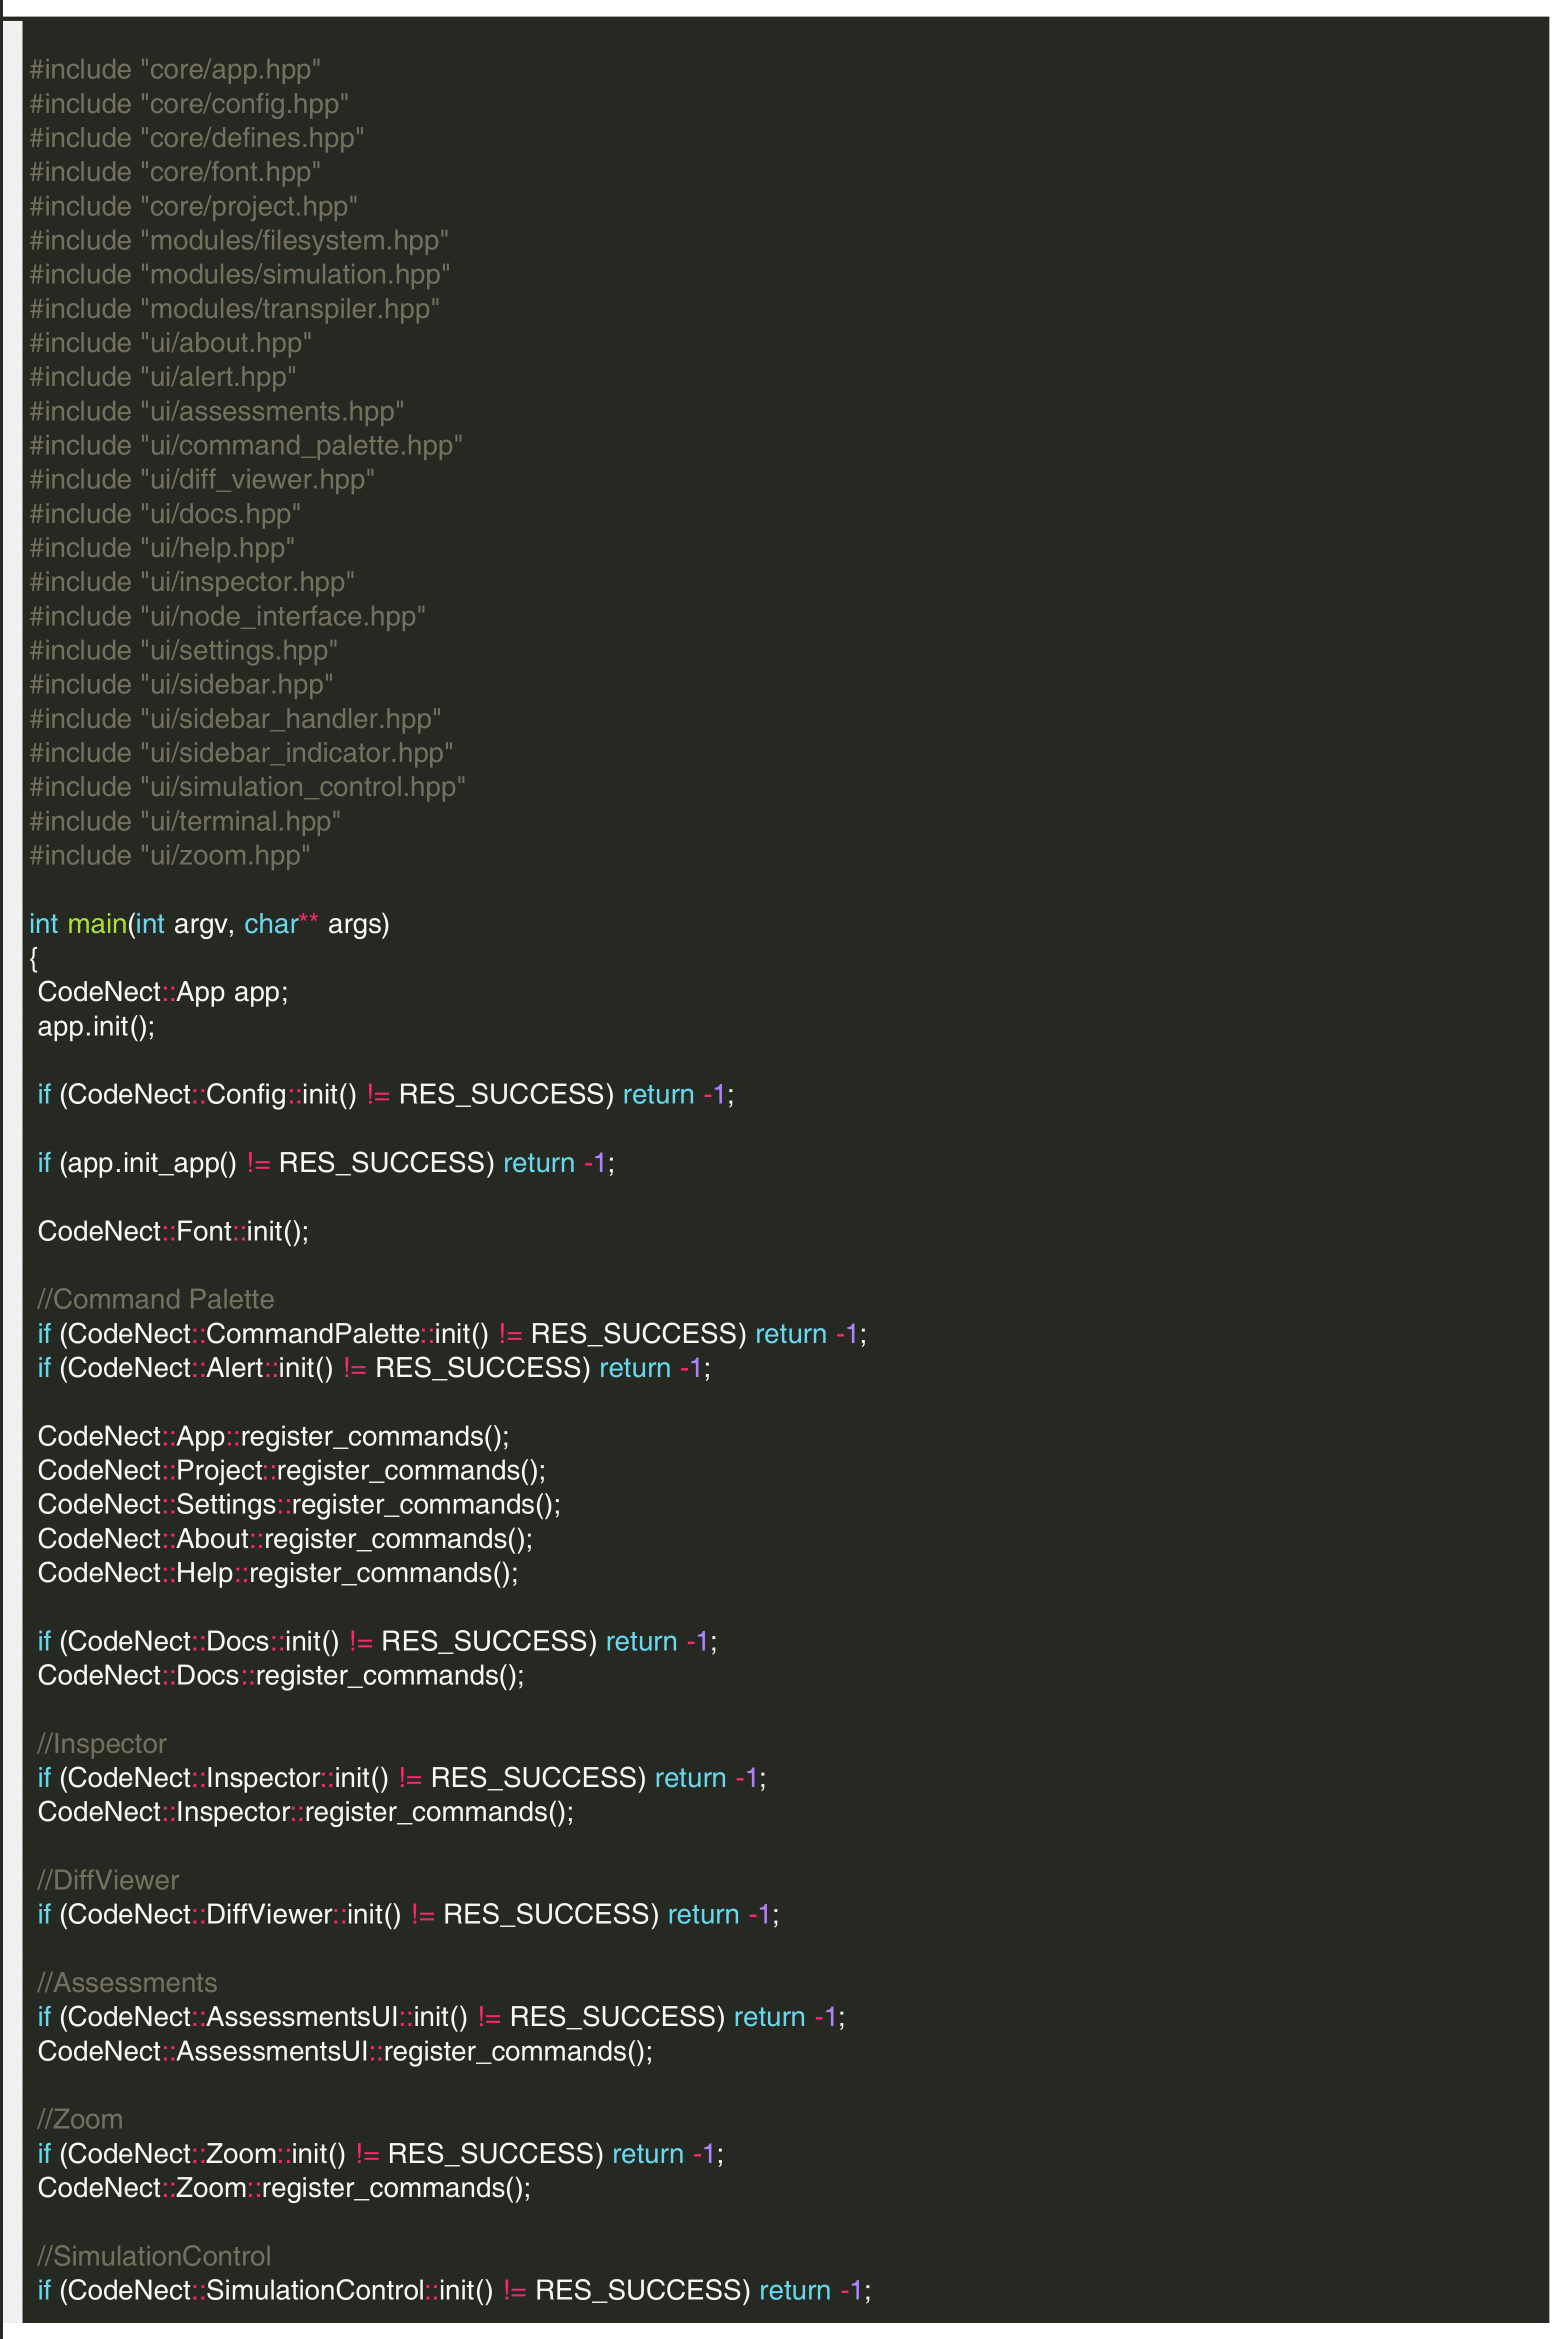 #include "core/app.hpp"
#include "core/config.hpp"
#include "core/defines.hpp"
#include "core/font.hpp"
#include "core/project.hpp"
#include "modules/filesystem.hpp"
#include "modules/simulation.hpp"
#include "modules/transpiler.hpp"
#include "ui/about.hpp"
#include "ui/alert.hpp"
#include "ui/assessments.hpp"
#include "ui/command_palette.hpp"
#include "ui/diff_viewer.hpp"
#include "ui/docs.hpp"
#include "ui/help.hpp"
#include "ui/inspector.hpp"
#include "ui/node_interface.hpp"
#include "ui/settings.hpp"
#include "ui/sidebar.hpp"
#include "ui/sidebar_handler.hpp"
#include "ui/sidebar_indicator.hpp"
#include "ui/simulation_control.hpp"
#include "ui/terminal.hpp"
#include "ui/zoom.hpp"

int main(int argv, char** args)
{
 CodeNect::App app;
 app.init();

 if (CodeNect::Config::init() != RES_SUCCESS) return -1;

 if (app.init_app() != RES_SUCCESS) return -1;

 CodeNect::Font::init();

 //Command Palette
 if (CodeNect::CommandPalette::init() != RES_SUCCESS) return -1;
 if (CodeNect::Alert::init() != RES_SUCCESS) return -1;

 CodeNect::App::register_commands();
 CodeNect::Project::register_commands();
 CodeNect::Settings::register_commands();
 CodeNect::About::register_commands();
 CodeNect::Help::register_commands();

 if (CodeNect::Docs::init() != RES_SUCCESS) return -1;
 CodeNect::Docs::register_commands();

 //Inspector
 if (CodeNect::Inspector::init() != RES_SUCCESS) return -1;
 CodeNect::Inspector::register_commands();

 //DiffViewer
 if (CodeNect::DiffViewer::init() != RES_SUCCESS) return -1;

 //Assessments
 if (CodeNect::AssessmentsUI::init() != RES_SUCCESS) return -1;
 CodeNect::AssessmentsUI::register_commands();

 //Zoom
 if (CodeNect::Zoom::init() != RES_SUCCESS) return -1;
 CodeNect::Zoom::register_commands();

 //SimulationControl
 if (CodeNect::SimulationControl::init() != RES_SUCCESS) return -1;